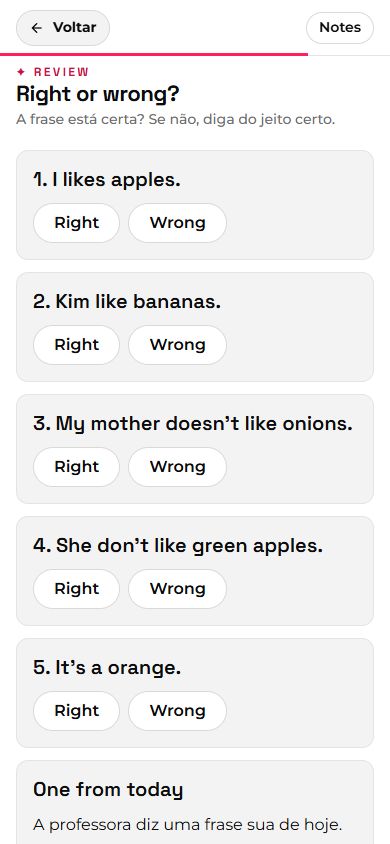 ← Voltar
Notes
✦ REVIEW
Right or wrong?
A frase está certa? Se não, diga do jeito certo.
1. I likes apples.
Right Wrong
2. Kim like bananas.
Right Wrong
3. My mother doesn't like onions.
Right Wrong
4. She don't like green apples.
Right Wrong
5. It's a orange.
Right Wrong
One from today
A professora diz uma frase sua de hoje.